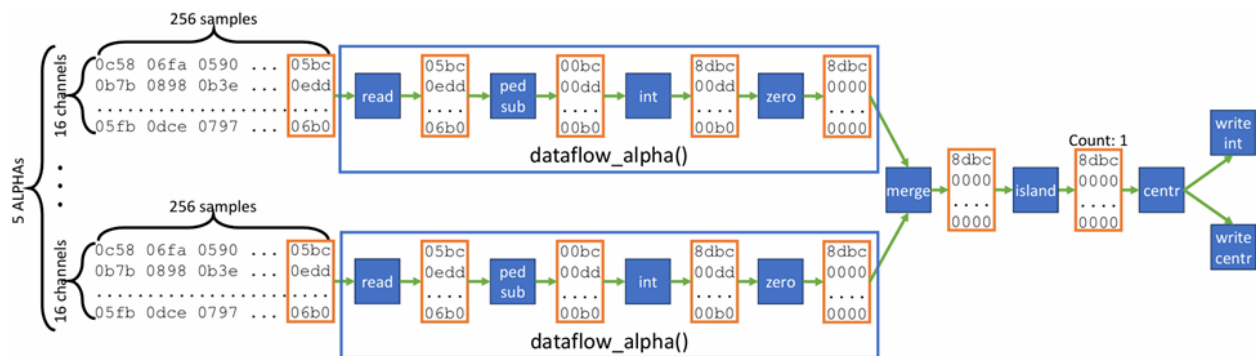 256 samples
5 ALPHAs
16 channels
0c58 06fa 0590 ... 05bc
0b7b 0898 0b3e ... 0edd
05fb 0dce 0797 ... 06b0
read
05bc
0edd
....
06b0
ped
sub
00bc
00dd
....
00b0
int
8dbc
00dd
....
00b0
zero
8dbc
0000
....
0000
dataflow_alpha()
256 samples
16 channels
0c58 06fa 0590 ... 05bc
0b7b 0898 0b3e ... 0edd
05fb 0dce 0797 ... 06b0
read
05bc
0edd
....
06b0
ped
sub
00bc
00dd
....
00b0
int
8dbc
00dd
....
00b0
zero
8dbc
0000
....
0000
dataflow_alpha()
merge
8dbc
0000
....
0000
island
Count: 1
8dbc
0000
....
0000
centr
write
int
write
centr